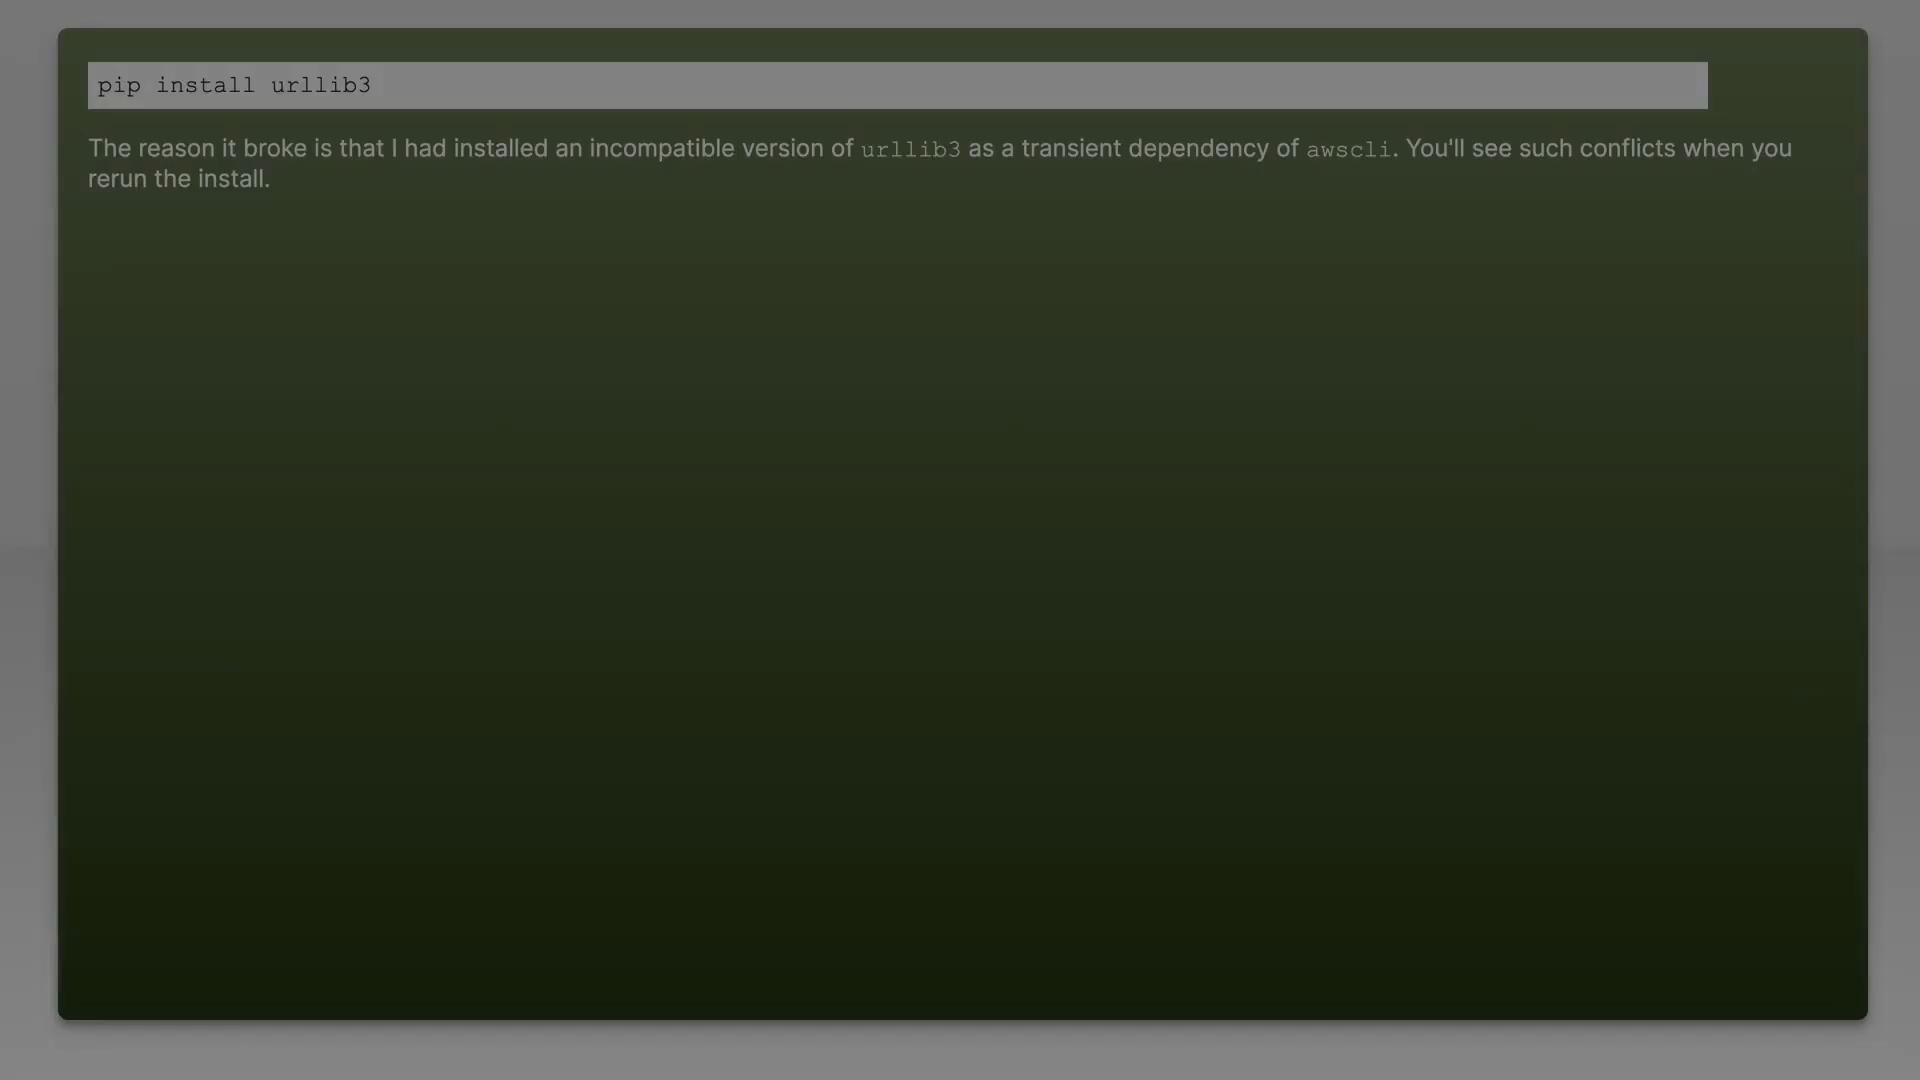 pip install urllib3
The reason it broke is that I had installed an incompatible version of urllib3 as a transient dependency of awscli. You'll see such conflicts when you
rerun the install.